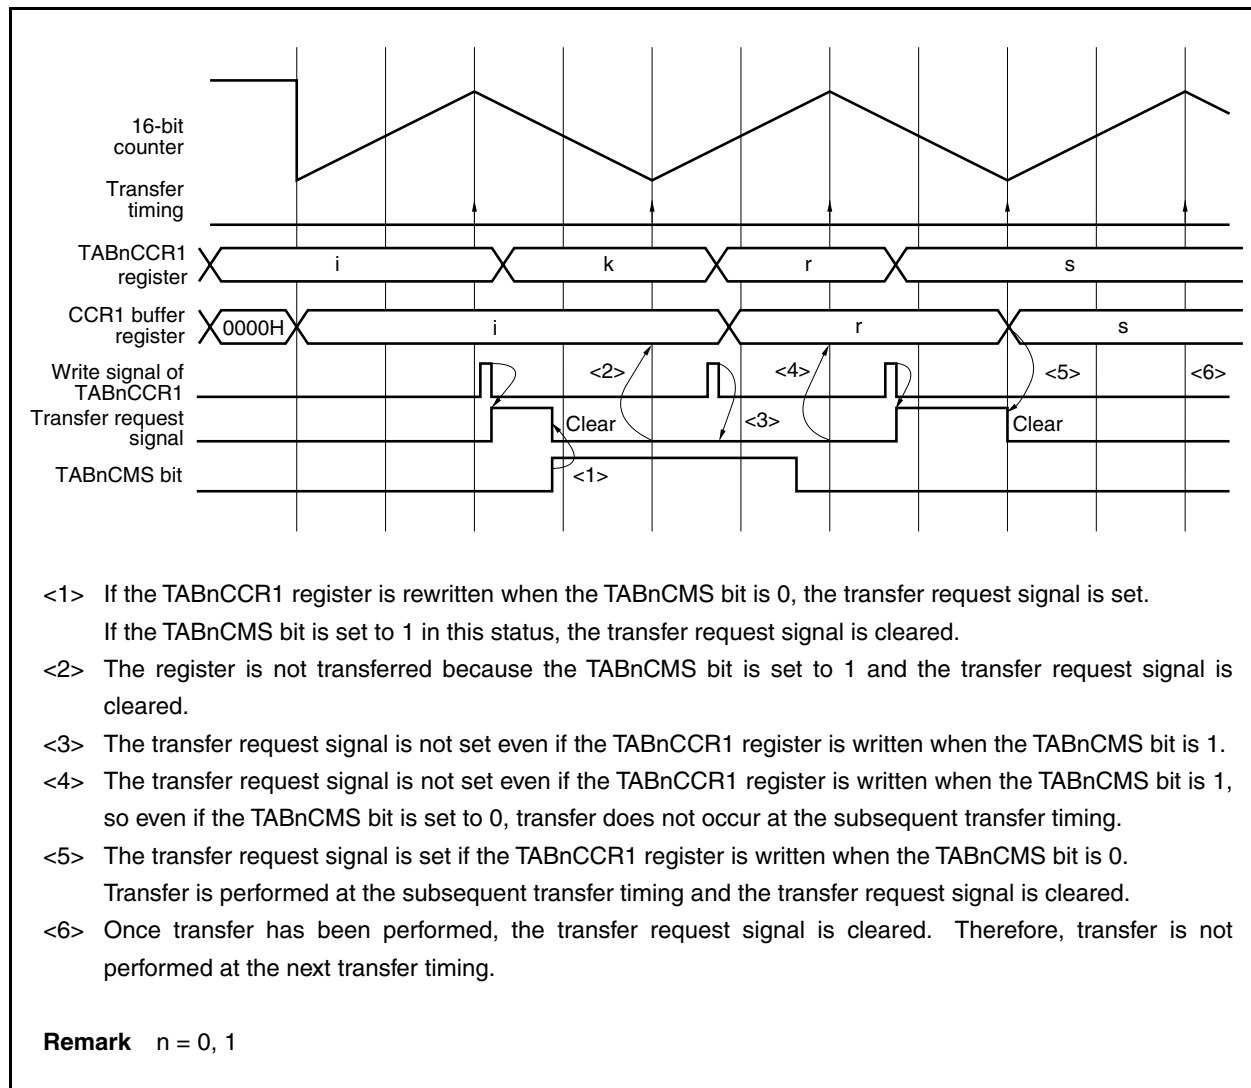 16-bit
counter
Transfer
timing
TABnCCR1
register
i
k
r
s
CCR1 buffer
register
0000H
i
r
s
Write signal of
TABnCCR1
<2>
<4>
<5>
<6>
Transfer request
signal
Clear
<3>
Clear
TABnCMS bit
<1>
<1> If the TABnCCR1 register is rewritten when the TABnCMS bit is 0, the transfer request signal is set.
If the TABnCMS bit is set to 1 in this status, the transfer request signal is cleared.
<2> The register is not transferred because the TABnCMS bit is set to 1 and the transfer request signal is
cleared.
<3> The transfer request signal is not set even if the TABnCCR1 register is written when the TABnCMS bit is 1.
<4> The transfer request signal is not set even if the TABnCCR1 register is written when the TABnCMS bit is 1,
so even if the TABnCMS bit is set to 0, transfer does not occur at the subsequent transfer timing.
<5> The transfer request signal is set if the TABnCCR1 register is written when the TABnCMS bit is 0.
Transfer is performed at the subsequent transfer timing and the transfer request signal is cleared.
<6> Once transfer has been performed, the transfer request signal is cleared. Therefore, transfer is not
performed at the next transfer timing.
Remark n = 0, 1